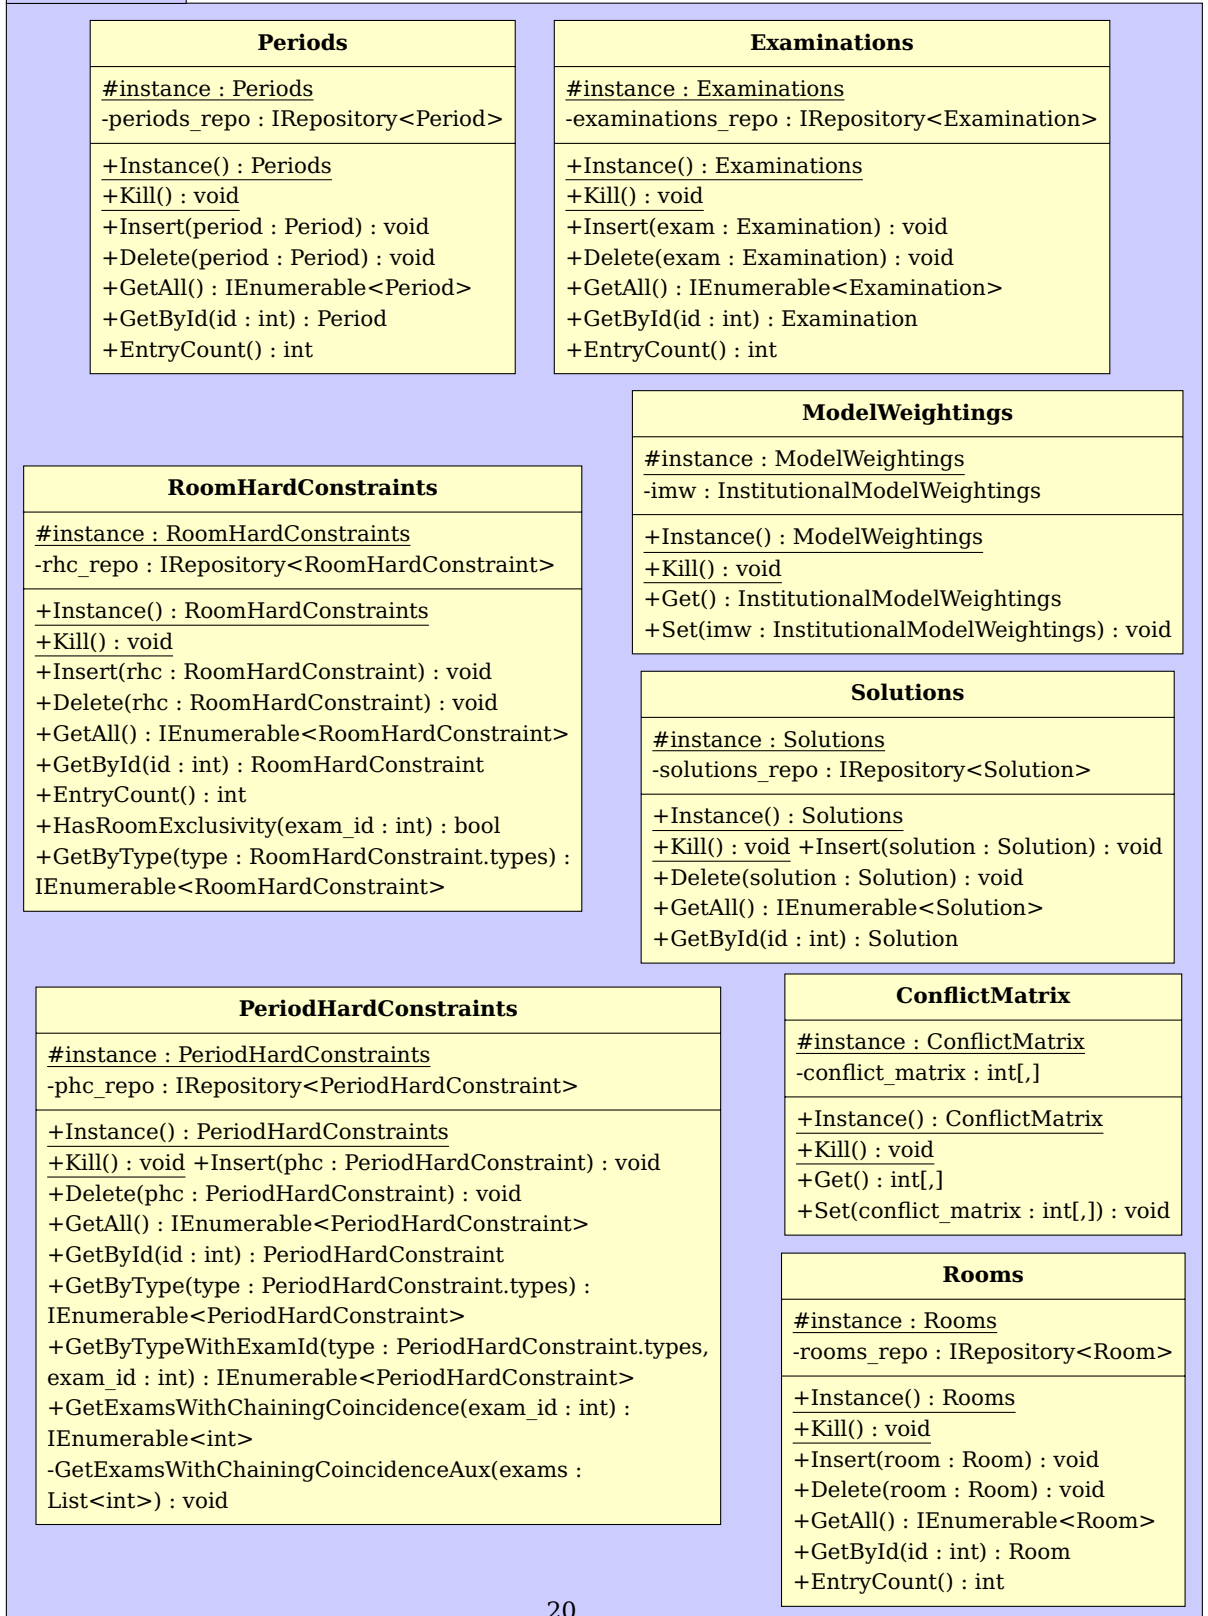 Periods
#instance : Periods
-periods_repo : IRepository<Period>
+Instance() : Periods
+Kill() : void
+Insert(period : Period) : void
+Delete(period : Period) : void
+GetAll() : IEnumerable<Period>
+GetById(id : int) : Period
+EntryCount() : int
Examinations
#instance : Examinations
-examinations_repo : IRepository<Examination>
+Instance() : Examinations
+Kill() : void
+Insert(exam : Examination) : void
+Delete(exam : Examination) : void
+GetAll() : IEnumerable<Examination>
+GetById(id : int) : Examination
+EntryCount() : int
ModelWeightings
#instance : ModelWeightings
-imw : InstitutionalModelWeightings
+Instance() : ModelWeightings
+Kill() : void
+Get() : InstitutionalModelWeightings
+Set(imw : InstitutionalModelWeightings) : void
RoomHardConstraints
#instance : RoomHardConstraints
-rhc_repo : IRepository<RoomHardConstraint>
+Instance() : RoomHardConstraints
+Kill() : void
+Insert(rhc : RoomHardConstraint) : void
+Delete(rhc : RoomHardConstraint) : void
+GetAll() : IEnumerable<RoomHardConstraint>
+GetById(id : int) : RoomHardConstraint
+EntryCount() : int
+HasRoomExclusivity(exam_id : int) : bool
+GetByType(type : RoomHardConstraint.types) :
IEnumerable<RoomHardConstraint>
Solutions
#instance : Solutions
-solutions_repo : IRepository<Solution>
+Instance() : Solutions
+Kill() : void +Insert(solution : Solution) : void
+Delete(solution : Solution) : void
+GetAll() : IEnumerable<Solution>
+GetById(id : int) : Solution
PeriodHardConstraints
#instance : PeriodHardConstraints
-phc_repo : IRepository<PeriodHardConstraint>
+Instance() : PeriodHardConstraints
+Kill() : void +Insert(phc : PeriodHardConstraint) : void
+Delete(phc : PeriodHardConstraint) : void
+GetAll() : IEnumerable<PeriodHardConstraint>
+GetById(id : int) : PeriodHardConstraint
+GetByType(type : PeriodHardConstraint.types) :
IEnumerable<PeriodHardConstraint>
+GetByTypeWithExamId(type : PeriodHardConstraint.types,
exam_id : int) : IEnumerable<PeriodHardConstraint>
+GetExamsWithChainingCoincidence(exam_id : int) :
IEnumerable<int>
-GetExamsWithChainingCoincidenceAux(exams :
List<int>) : void
ConflictMatrix
#instance : ConflictMatrix
-conflict_matrix : int[,]
+Instance() : ConflictMatrix
+Kill() : void
+Get() : int[,]
+Set(conflict_matrix : int[,]) : void
Rooms
#instance : Rooms
-rooms_repo : IRepository<Room>
+Instance() : Rooms
+Kill() : void
+Insert(room : Room) : void
+Delete(room : Room) : void
+GetAll() : IEnumerable<Room>
+GetById(id : int) : Room
+EntryCount() : int
20